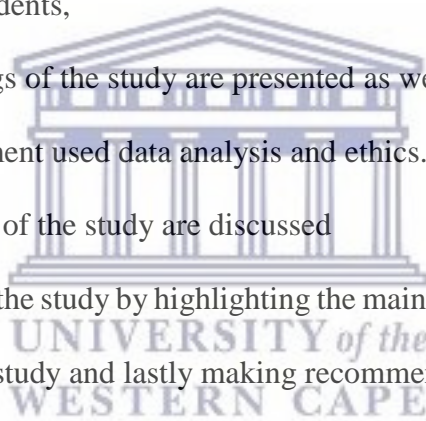 dents,
gs of the study are presented as we
ment used data analysis and ethics.
of the study are discussed
the study by highlighting the main
UNIVERSITY of the
study and lastly making recomme
WESTERN CAPE